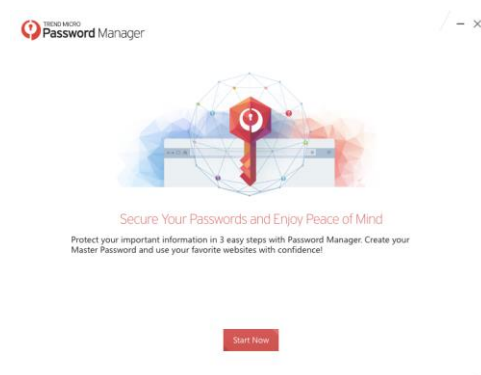 TREND MICRO
Password Manager
Secure Your Passwords and Enjoy Peace of Mind
Protect your important information in 3 easy steps with Password Manager. Create your
Master Password and use your favorite websites with confidence!
Start Now